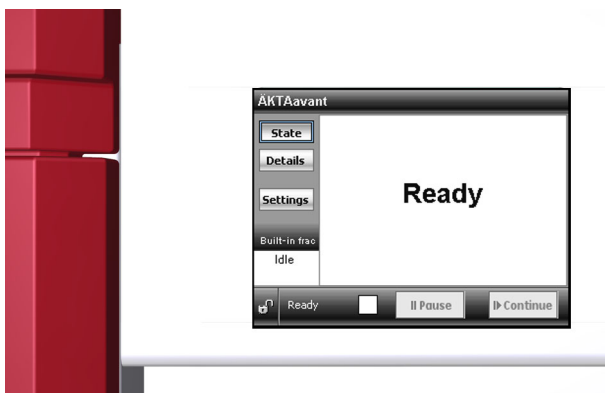 ÄKTAavant
State
Details
Ready
Settings
Built-in frac
Idle
Ready
II Pause
Continue